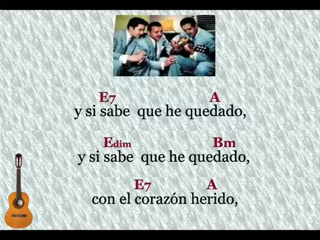 E7 A
y si sabe que he quedado,
Edim Bm
y si sabe que he quedado,
E7 A
con el corazón herido,